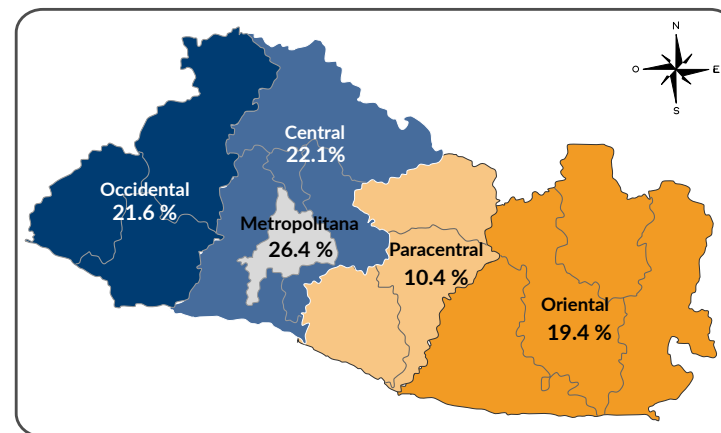 N
O
E
S
Central
22.1%
Occidental
21.6 %
Metropolitana
26.4 %
Paracentral
10.4 %
Oriental
19.4 %